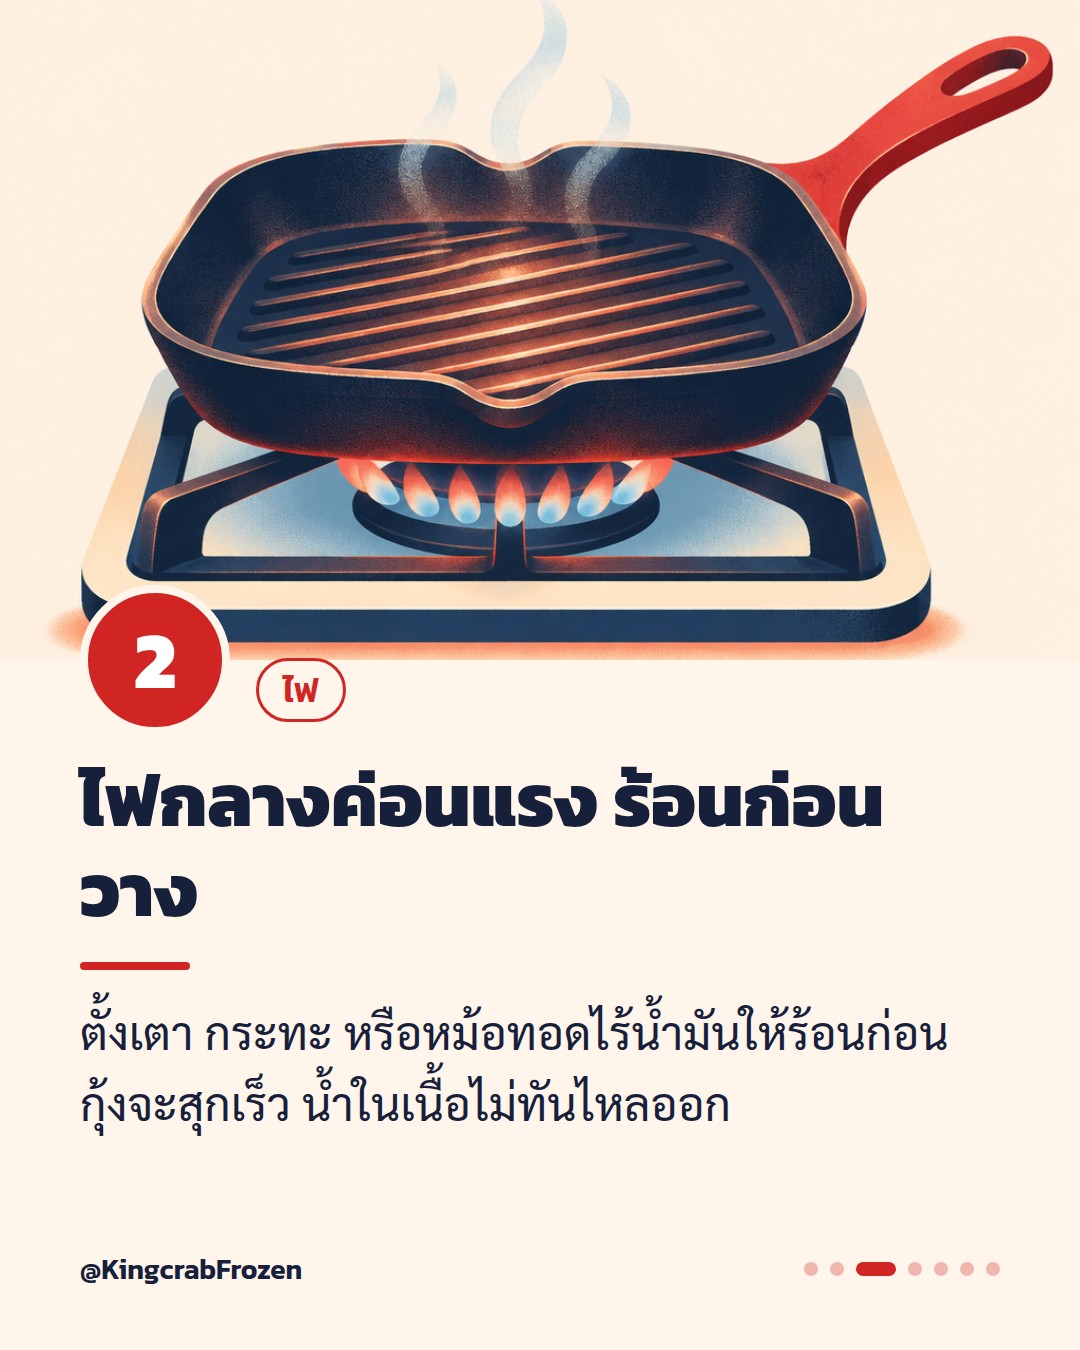 2
ไฟ
ไฟกลางค่อนแรง ร้อนก่อน
วาง
ตั้งเตา กระทะ หรือหม้อทอดไร้น้ำมันให้ร้อนก่อน
กุ้งจะสุกเร็ว น้ำในเนื้อไม่ทันไหลออก
@KingcrabFrozen